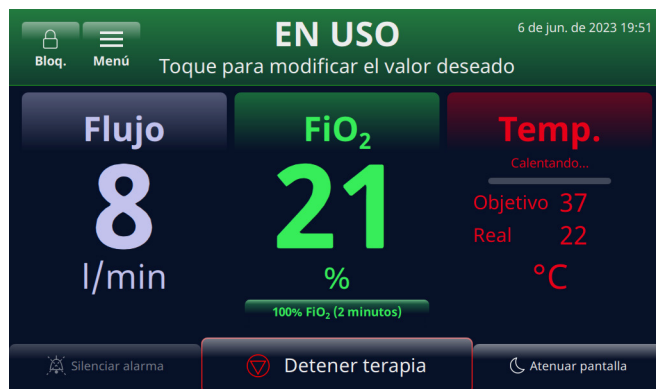 EN USO
6 de jun. de 2023 19:51
Bloq.
Menú
Toque para modificar el valor deseado
Flujo
8
l/min
FiO₂
21
%
100% FiO₂ (2 minutos)
Temp.
Calentando...
Objetivo 37
Real 22
°C
Silenciar alarma
Detener terapia
Atenuar pantalla